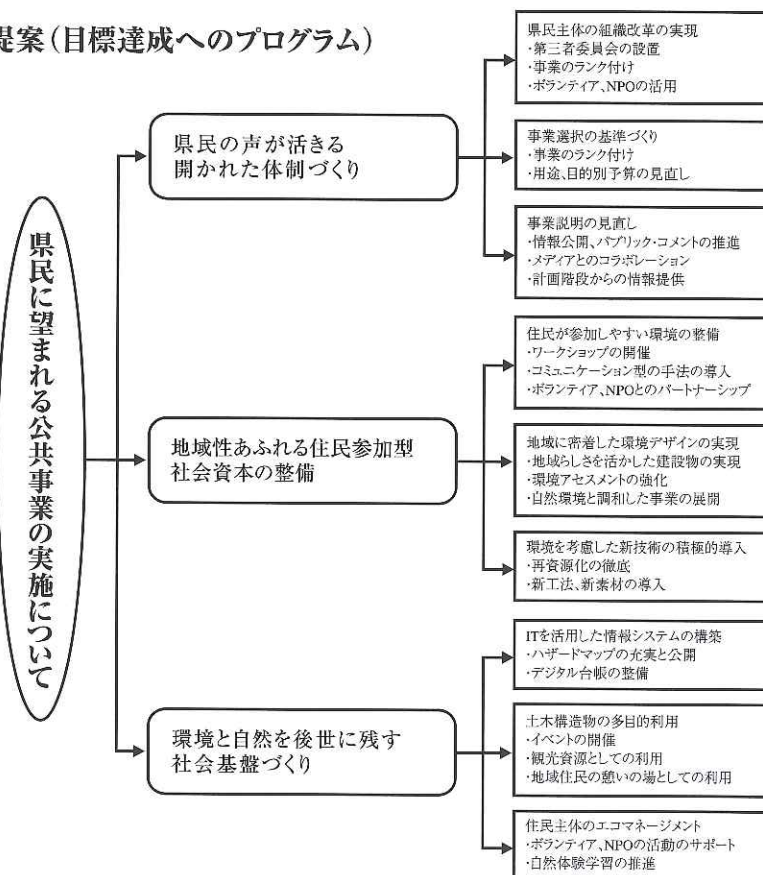 提案(目標達成へのプログラム)
県民に望まれる公共事業の実施について
県民の声が活きる
開かれた体制づくり
県民主体の組織改革の実現
・第三者委員会の設置
・事業のランク付け
・ボランティア、NPOの活用
事業選択の基準づくり
・事業のランク付け
・用途、目的別予算の見直し
事業説明の見直し
・情報公開、パブリック・コメントの推進
・メディアとのコラボレーション
・計画階段からの情報提供
地域性あふれる住民参加型
社会資本の整備
住民が参加しやすい環境の整備
・ワークショップの開催
・コミュニケーション型の手法の導入
・ボランティア、NPOとのパートナーシップ
地域に密着した環境デザインの実現
・地域らしさを活かした建設物の実現
・環境アセスメントの強化
・自然環境と調和した事業の展開
環境を考慮した新技術の積極的導入
・再資源化の徹底
・新工法、新素材の導入
環境と自然を後世に残す
社会基盤づくり
ITを活用した情報システムの構築
・ハザードマップの充実と公開
・デジタル台帳の整備
土木構造物の多目的利用
・イベントの開催
・観光資源としての利用
・地域住民の憩いの場としての利用
住民主体のエコマネージメント
・ボランティア、NPOの活動のサポート
・自然体験学習の推進